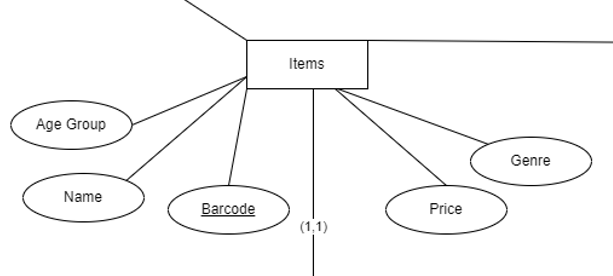 Items
Age Group
Genre
Name
Barcode
Price
(1,1)